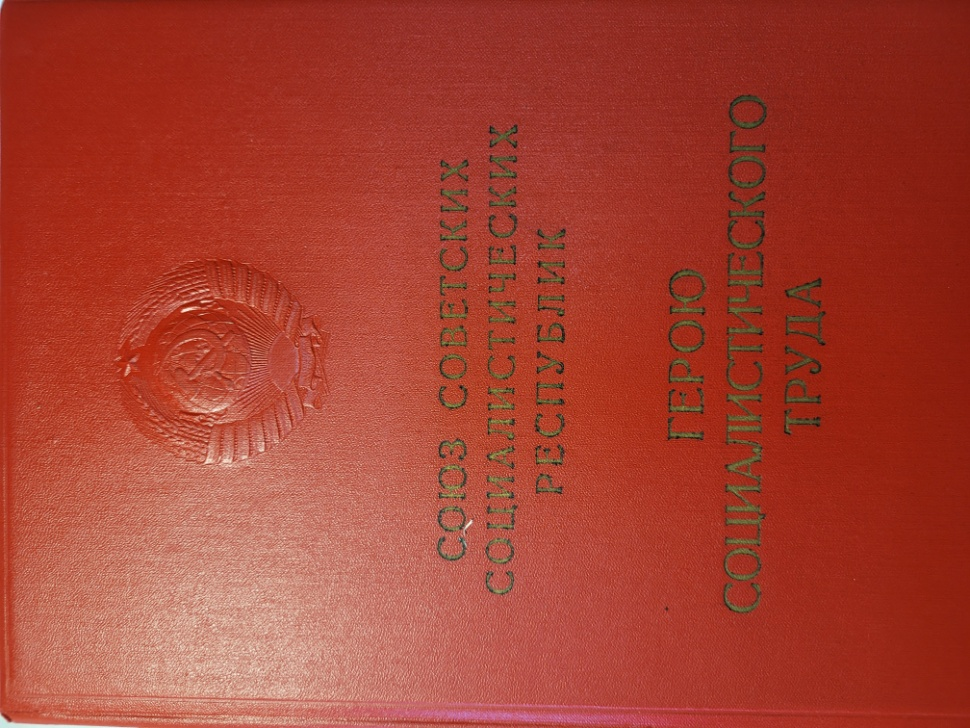 СОЮЗ СОВЕТСКИХ
СОЦИАЛИСТИЧЕСКИХ
РЕСПУБЛИК
ГЕРОЮ
СОЦИАЛИСТИЧЕСКОГО
ТРУДА